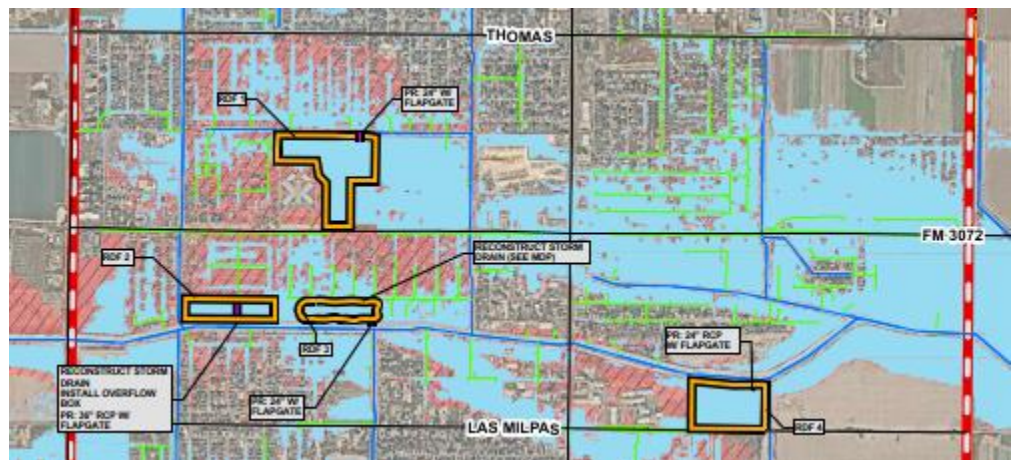 THOMAS
RDF 1
PR: 24" W/
FLAPGATE
FM 3072
RECONSTRUCT STORM
DRAIN (SEE MDP)
RDF 2
RDF 3
PR: 24" RCP
W/ FLAPGATE
RECONSTRUCT STORM
DRAIN
INSTALL OVERFLOW
BOX
PR: 36" RCP W/
FLAPGATE
PR: 24" W/
FLAPGATE
LAS MILPAS
RDF 4